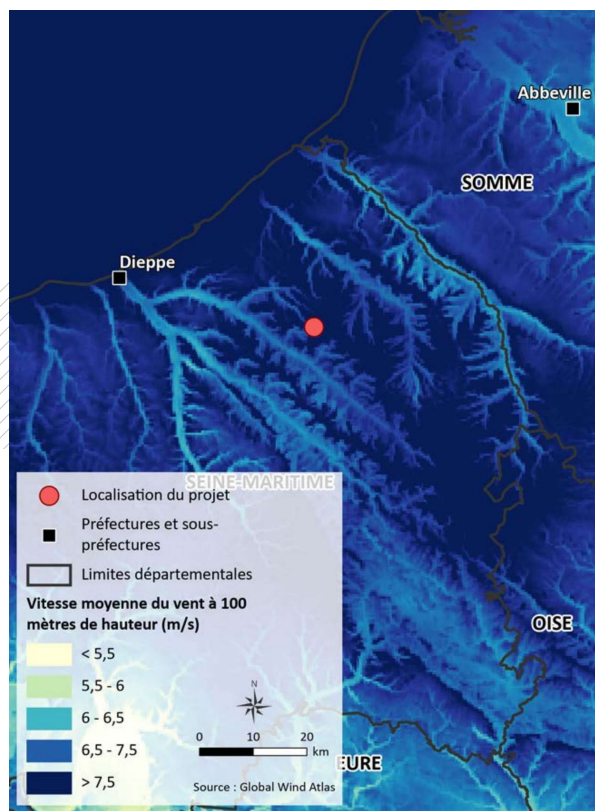 Abbeville
SOMME
Dieppe
SEINE-MARITIME
Localisation du projet
Préfectures et sous-
préfectures
Limites départementales
Vitesse moyenne du vent à 100
mètres de hauteur (m/s)
< 5,5
5,5 - 6
6 - 6,5
6,5 - 7,5
> 7,5
N
0 10 20
km
Source : Global Wind Atlas
OISE
EURE